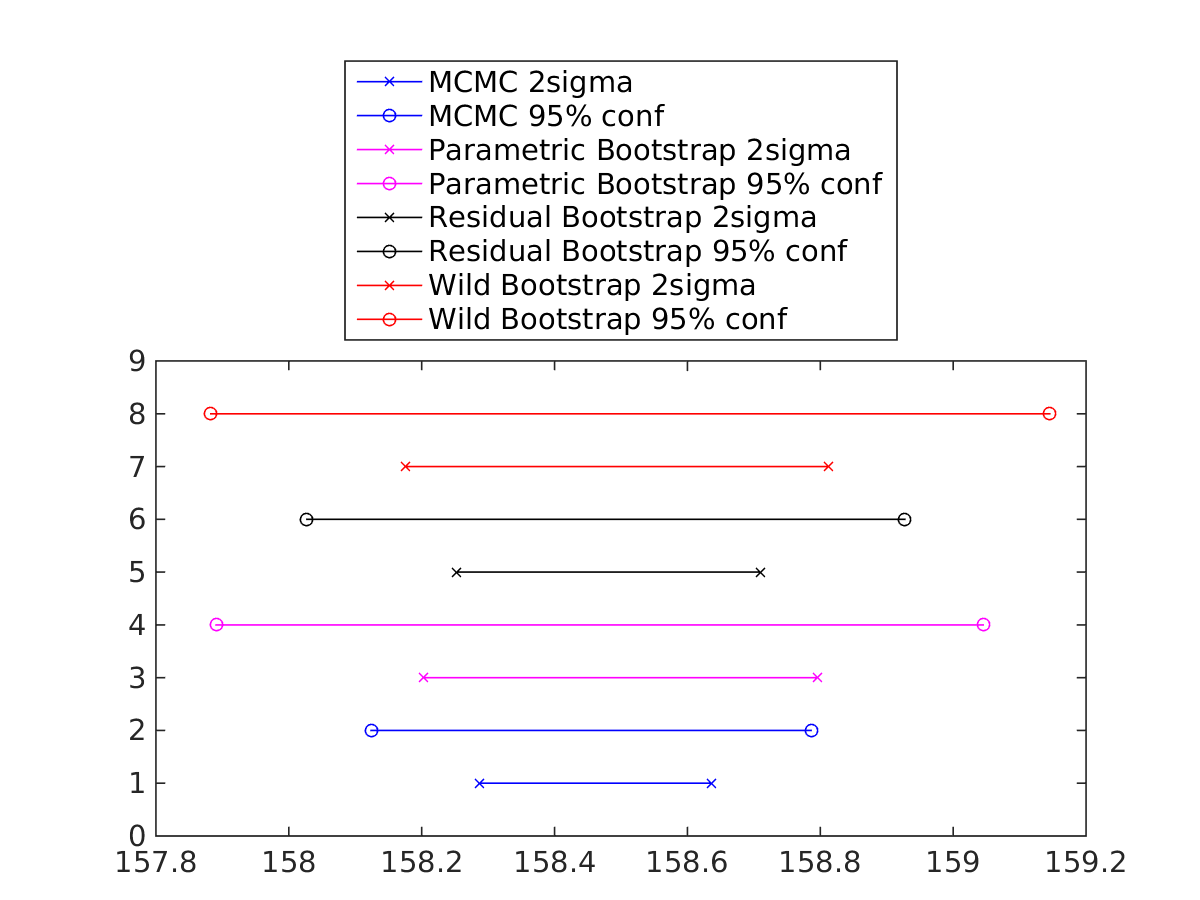 MCMC 2sigma
MCMC 95% conf
Parametric Bootstrap 2sigma
Parametric Bootstrap 95% conf
Residual Bootstrap 2sigma
Residual Bootstrap 95% conf
Wild Bootstrap 2sigma
Wild Bootstrap 95% conf
9
8
7
6
5
4
3
2
1
0
157.8 158 158.2 158.4 158.6 158.8 159 159.2